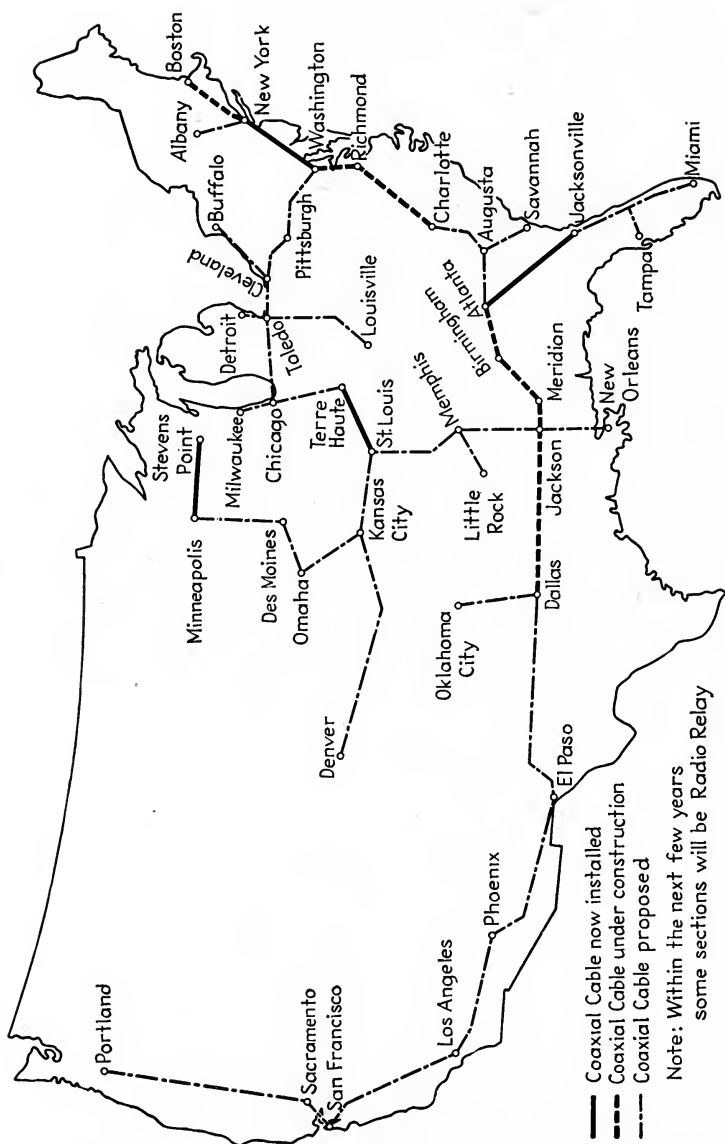 Portland
Sacramento
San Francisco
Los Angeles
Phoenix
El Paso
Denver
Minneapolis
Stevens
Point
Des Moines
Omaha
Kansas
City
Oklahoma
City
Dallas
Milwaukee
Chicago
Terre
Haute
St. Louis
Memphis
Little
Rock
Jackson
Meridian
New
Orleans
Detroit
Toledo
Louisville
Cleveland
Buffalo
Pittsburgh
Albany
Boston
New York
Washington
Richmond
Charlotte
Augusta
Atlanta
Birmingham
Savannah
Jacksonville
Tampa
Miami
Coaxial Cable now installed
Coaxial Cable under construction
Coaxial Cable proposed
Note: Within the next few years
some sections will be Radio Relay